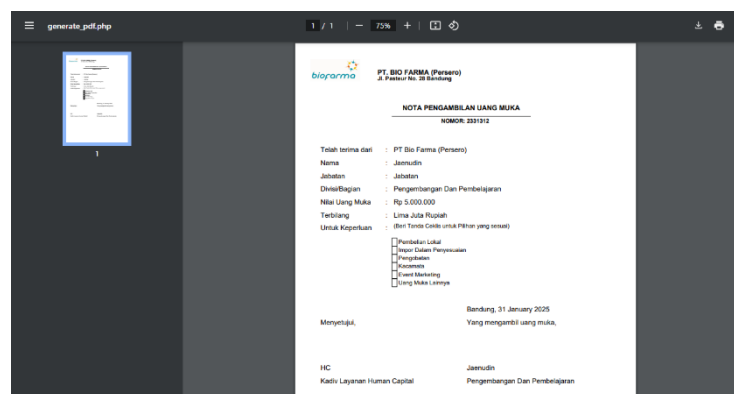 generate_pdf.php
1 / 1
75%
1
biofarma
PT. BIO FARMA (Persero)
Jl. Pasteur No. 28 Bandung
NOTA PENGAMBILAN UANG MUKA
NOMOR: 2331312
Telah terima dari : PT Bio Farma (Persero)
Nama : Jaenudin
Jabatan : Jabatan
Divisi/Bagian : Pengembangan Dan Pembelajaran
Nilai Uang Muka : Rp 5.000.000
Terbilang : Lima Juta Rupiah
Untuk Keperluan : (Beri Tanda Ceklis untuk Pilihan yang sesuai)
Pembelian Lokal
Impor Dalam Penyesuaian
Pengobatan
Kacamata
Event Marketing
Uang Muka Lainnya
Bandung, 31 January 2025
Menyetujui, Yang mengambil uang muka,
HC Jaenudin
Kadiv Layanan Human Capital Pengembangan Dan Pembelajaran